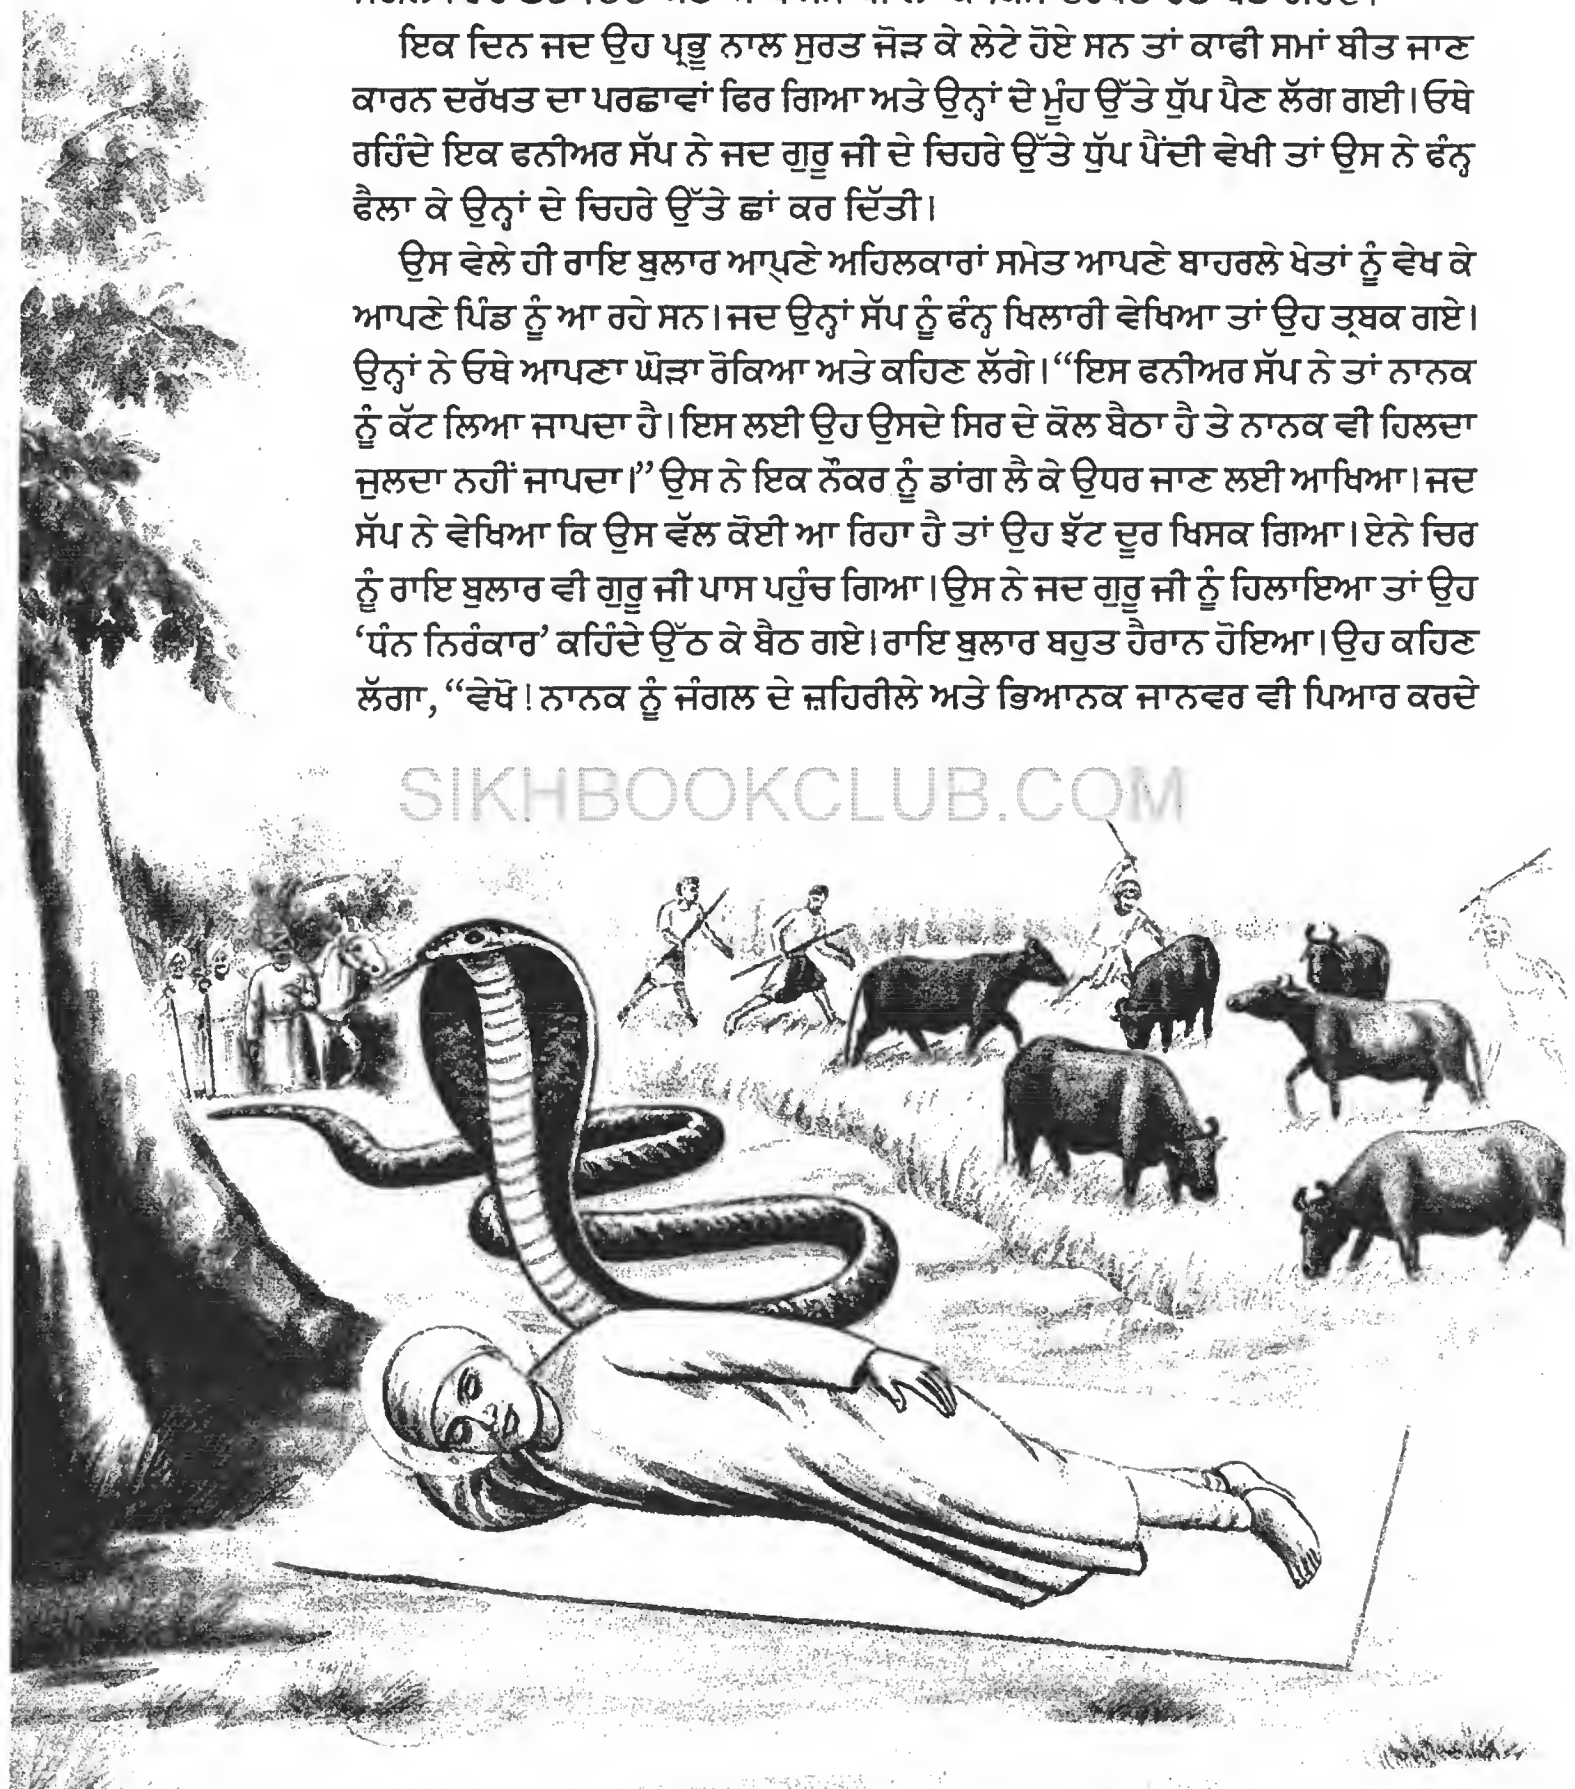 ਇਕ ਦਿਨ ਜਦ ਉਹ ਪ੍ਰਭੂ ਨਾਲ ਸੁਰਤ ਜੋੜ ਕੇ ਲੇਟੇ ਹੋਏ ਸਨ ਤਾਂ ਕਾਫੀ ਸਮਾਂ ਬੀਤ ਜਾਣ
ਕਾਰਨ ਦਰੱਖਤ ਦਾ ਪਰਛਾਵਾਂ ਫਿਰ ਗਿਆ ਅਤੇ ਉਨ੍ਹਾਂ ਦੇ ਮੂੰਹ ਉੱਤੇ ਧੁੱਪ ਪੈਣ ਲੱਗ ਗਈ। ਓਥੇ
ਰਹਿੰਦੇ ਇਕ ਫਨੀਅਰ ਸੱਪ ਨੇ ਜਦ ਗੁਰੂ ਜੀ ਦੇ ਚਿਹਰੇ ਉੱਤੇ ਧੁੱਪ ਪੈਂਦੀ ਵੇਖੀ ਤਾਂ ਉਸ ਨੇ ਫੰਨ੍ਹ
ਫੈਲਾ ਕੇ ਉਨ੍ਹਾਂ ਦੇ ਚਿਹਰੇ ਉੱਤੇ ਛਾਂ ਕਰ ਦਿੱਤੀ।
ਉਸ ਵੇਲੇ ਹੀ ਰਾਇ ਬੁਲਾਰ ਆਪਣੇ ਅਹਿਲਕਾਰਾਂ ਸਮੇਤ ਆਪਣੇ ਬਾਹਰਲੇ ਖੇਤਾਂ ਨੂੰ ਵੇਖ ਕੇ
ਆਪਣੇ ਪਿੰਡ ਨੂੰ ਆ ਰਹੇ ਸਨ। ਜਦ ਉਨ੍ਹਾਂ ਸੱਪ ਨੂੰ ਫੰਨ੍ਹ ਖਿਲਾਰੀ ਵੇਖਿਆ ਤਾਂ ਉਹ ਤ੍ਰਬਕ ਗਏ।
ਉਨ੍ਹਾਂ ਨੇ ਓਥੇ ਆਪਣਾ ਘੋੜਾ ਰੋਕਿਆ ਅਤੇ ਕਹਿਣ ਲੱਗੇ। “ਇਸ ਫਨੀਅਰ ਸੱਪ ਨੇ ਤਾਂ ਨਾਨਕ
ਨੂੰ ਕੱਟ ਲਿਆ ਜਾਪਦਾ ਹੈ। ਇਸ ਲਈ ਉਹ ਉਸਦੇ ਸਿਰ ਦੇ ਕੋਲ ਬੈਠਾ ਹੈ ਤੇ ਨਾਨਕ ਵੀ ਹਿਲਦਾ
ਜੁਲਦਾ ਨਹੀਂ ਜਾਪਦਾ।” ਉਸ ਨੇ ਇਕ ਨੌਕਰ ਨੂੰ ਡਾਂਗ ਲੈ ਕੇ ਉਧਰ ਜਾਣ ਲਈ ਆਖਿਆ। ਜਦ
ਸੱਪ ਨੇ ਵੇਖਿਆ ਕਿ ਉਸ ਵੱਲ ਕੋਈ ਆ ਰਿਹਾ ਹੈ ਤਾਂ ਉਹ ਝੱਟ ਦੂਰ ਖਿਸਕ ਗਿਆ। ਏਨੇ ਚਿਰ
ਨੂੰ ਰਾਇ ਬੁਲਾਰ ਵੀ ਗੁਰੂ ਜੀ ਪਾਸ ਪਹੁੰਚ ਗਿਆ। ਉਸ ਨੇ ਜਦ ਗੁਰੂ ਜੀ ਨੂੰ ਹਿਲਾਇਆ ਤਾਂ ਉਹ
‘ਧੰਨ ਨਿਰੰਕਾਰ’ ਕਹਿੰਦੇ ਉੱਠ ਕੇ ਬੈਠ ਗਏ। ਰਾਇ ਬੁਲਾਰ ਬਹੁਤ ਹੈਰਾਨ ਹੋਇਆ। ਉਹ ਕਹਿਣ
ਲੱਗਾ, “ਵੇਖੋ! ਨਾਨਕ ਨੂੰ ਜੰਗਲ ਦੇ ਜ਼ਹਿਰੀਲੇ ਅਤੇ ਭਿਆਨਕ ਜਾਨਵਰ ਵੀ ਪਿਆਰ ਕਰਦੇ
SIKHBOOKCLUB.COM